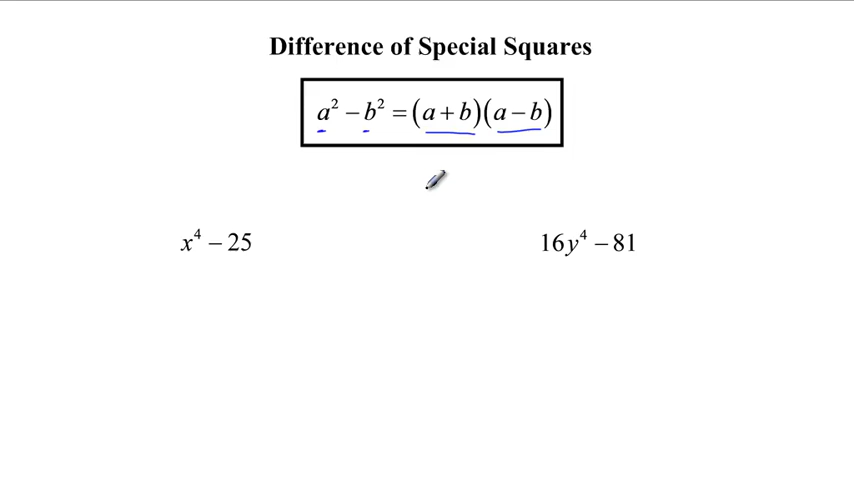 Difference of Special Squares
a² − b² = (a + b)(a − b)
x⁴ − 25
16y⁴ − 81